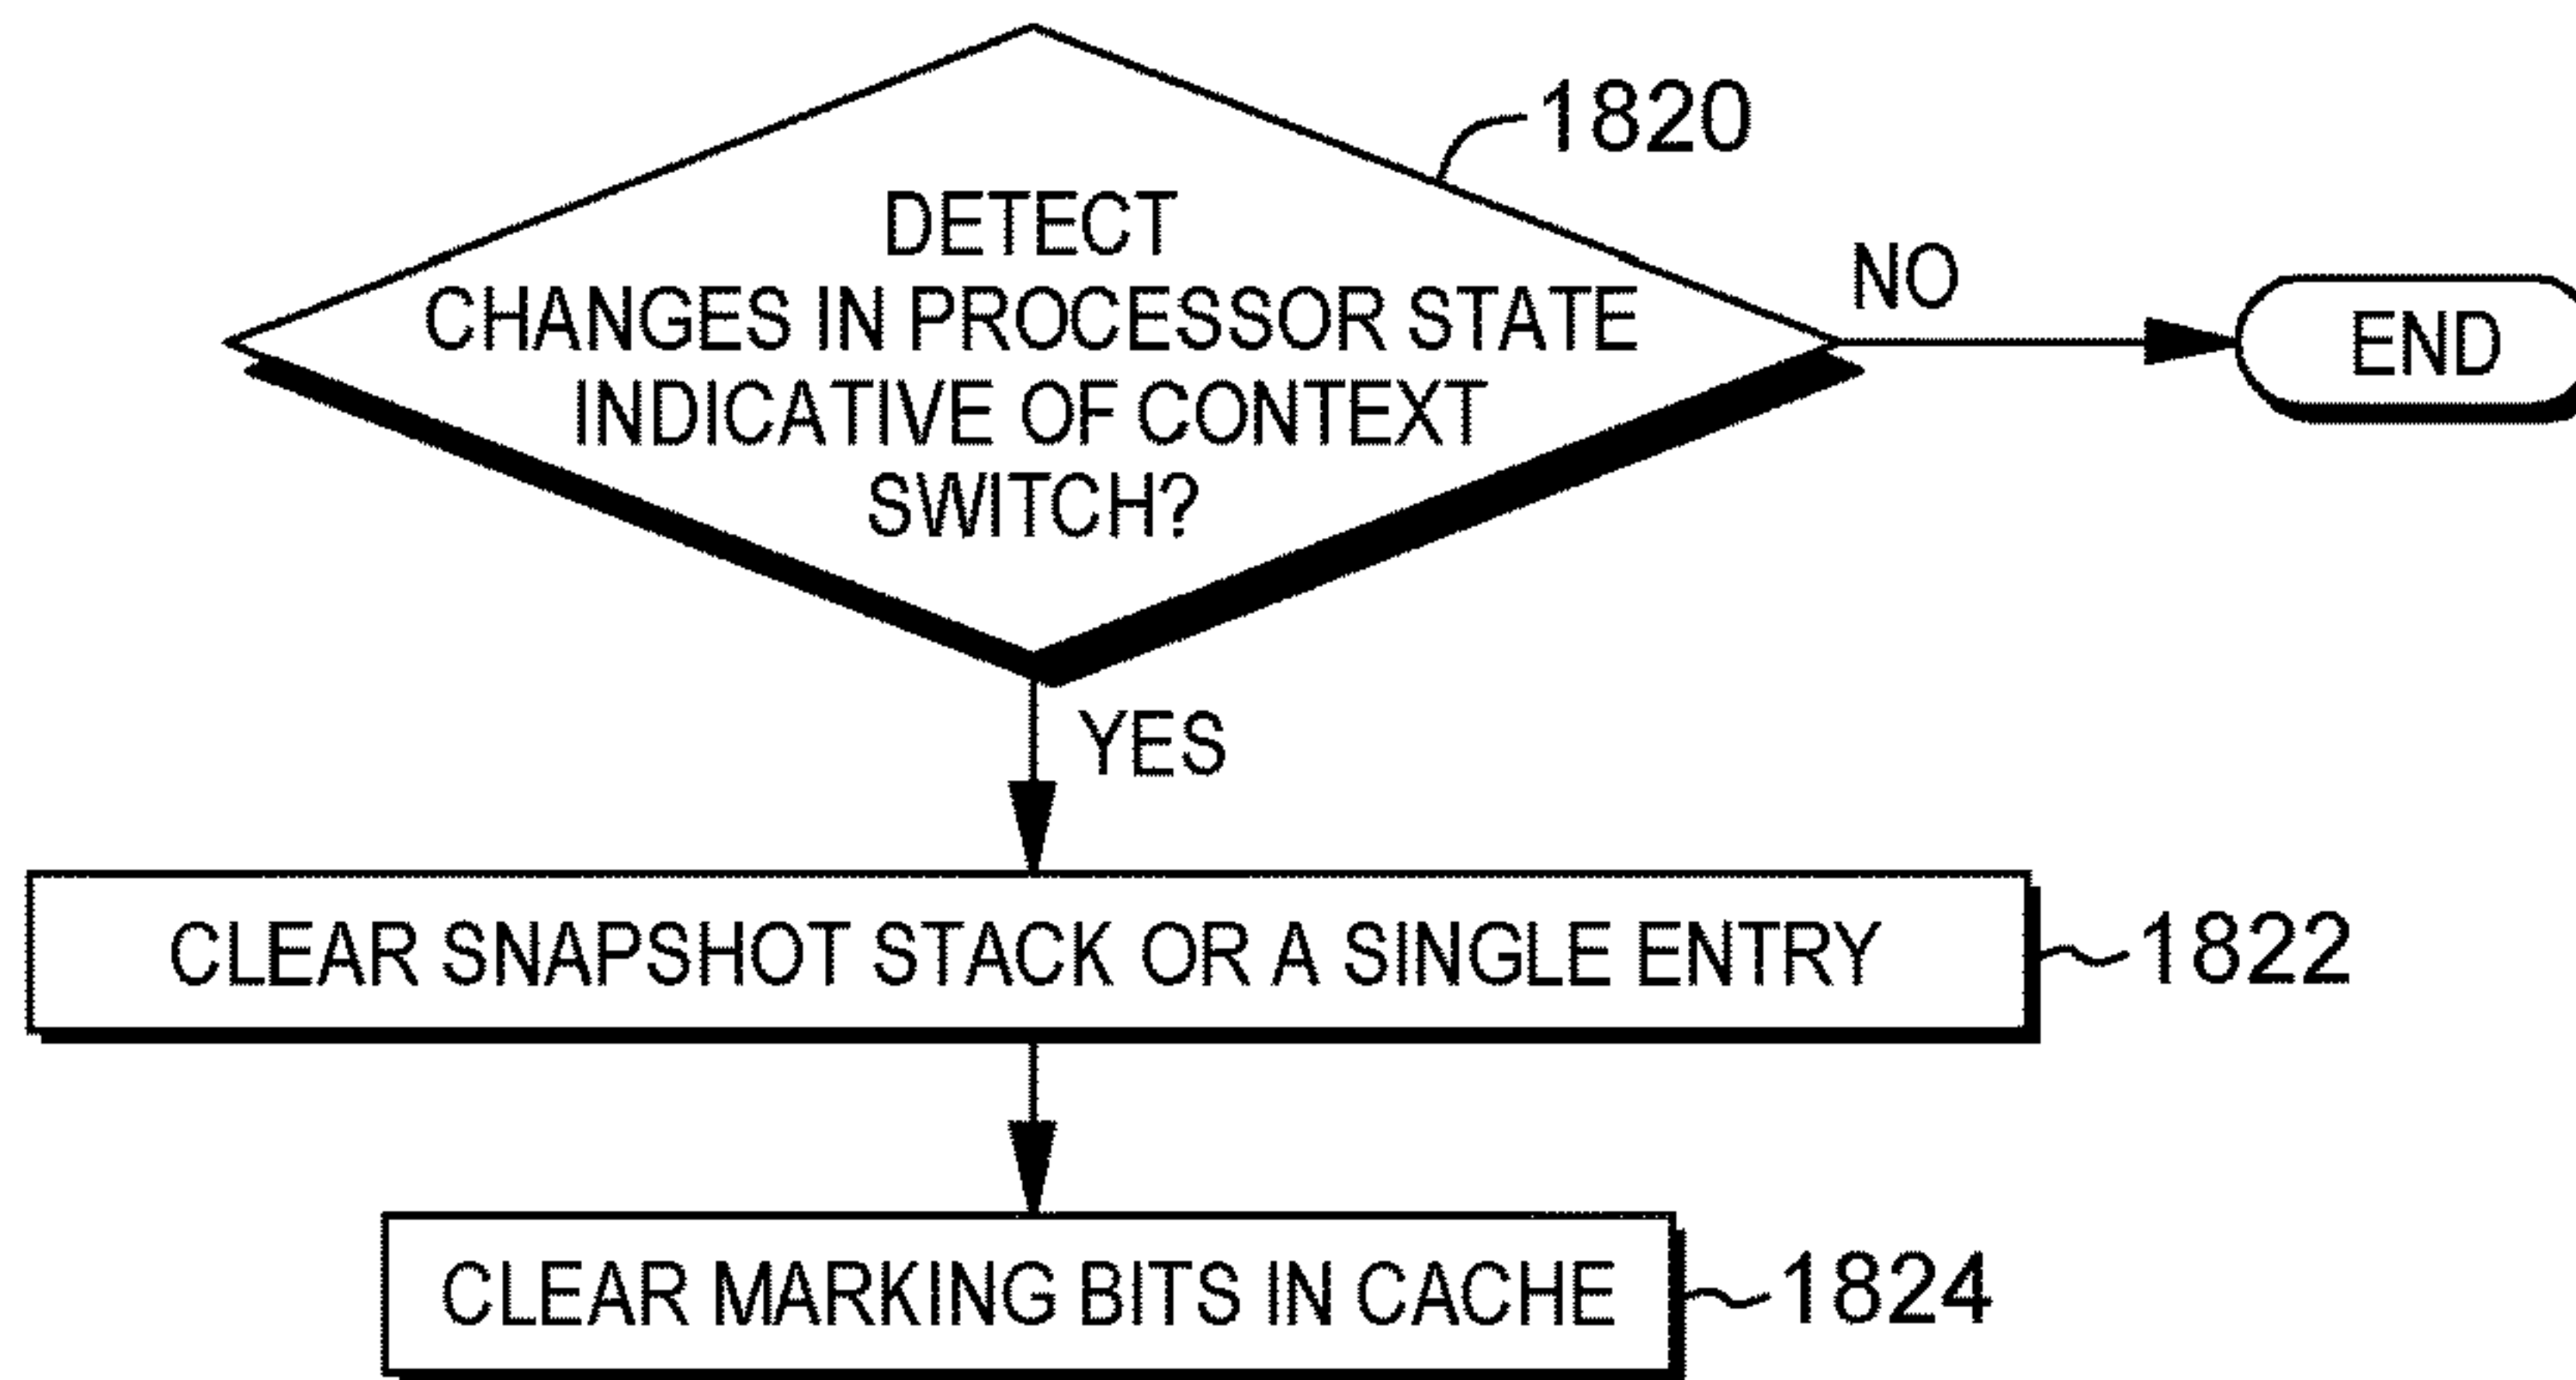 1820
DETECT
CHANGES IN PROCESSOR STATE
INDICATIVE OF CONTEXT
SWITCH?
NO
END
YES
CLEAR SNAPSHOT STACK OR A SINGLE ENTRY
1822
CLEAR MARKING BITS IN CACHE
1824